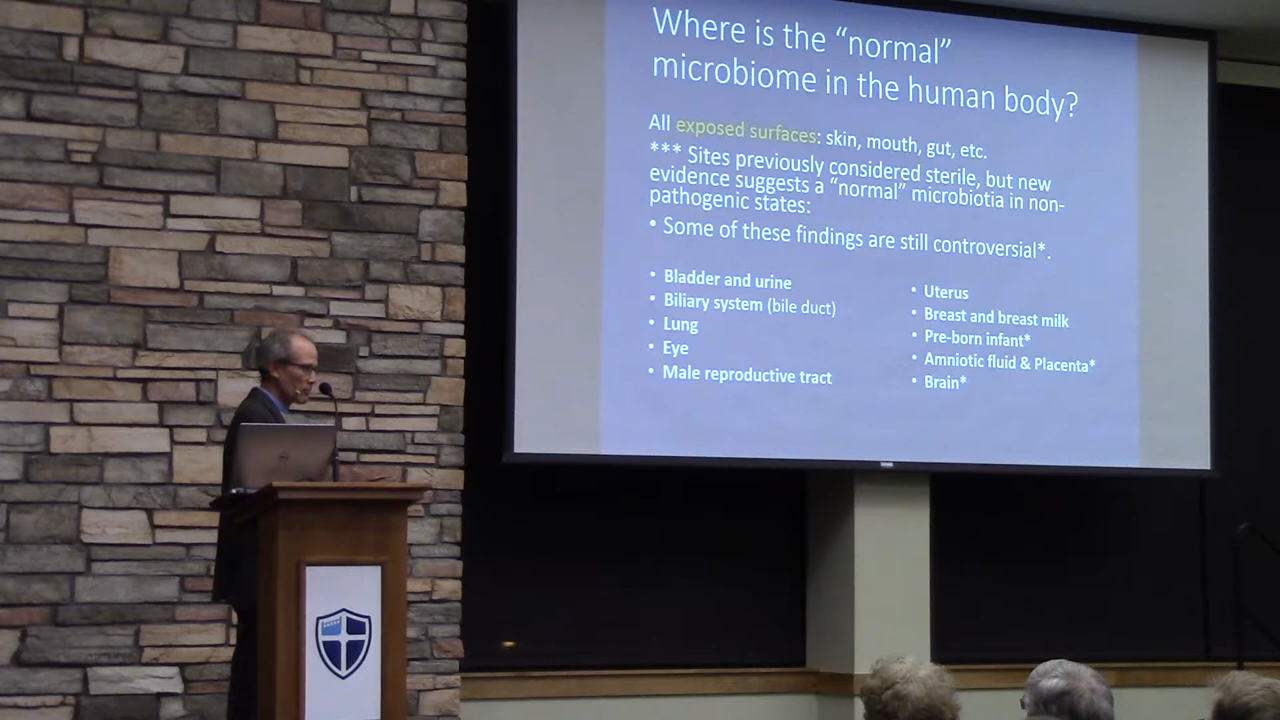 Where is the “normal”
microbiome in the human body?
All exposed surfaces: skin, mouth, gut, etc.
*** Sites previously considered sterile, but new
evidence suggests a “normal” microbiotia in non-
pathogenic states:
• Some of these findings are still controversial*.
• Bladder and urine
• Biliary system (bile duct)
• Lung
• Eye
• Male reproductive tract
• Uterus
• Breast and breast milk
• Pre-born infant*
• Amniotic fluid & Placenta*
• Brain*
DELL